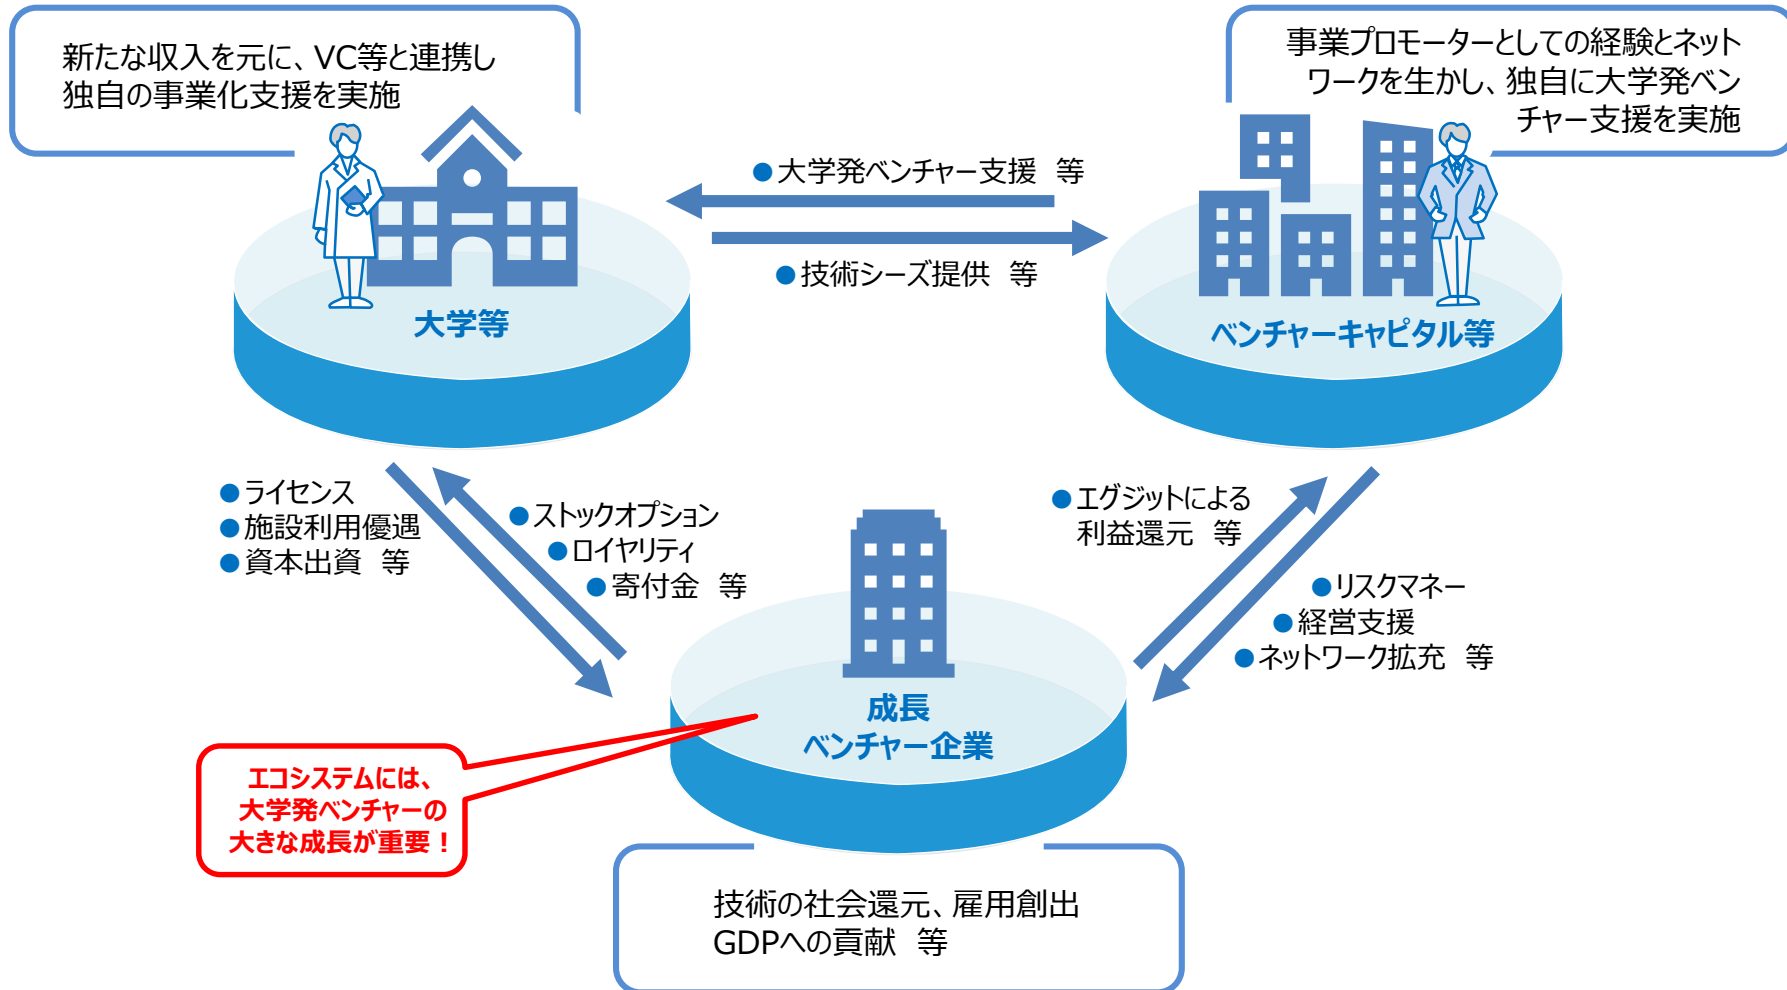 新たな収入を元に、VC等と連携し
独自の事業化支援を実施
事業プロモーターとしての経験とネット
ワークを生かし、独自に大学発ベン
チャー支援を実施
●大学発ベンチャー支援　等
●技術シーズ提供　等
大学等
ベンチャーキャピタル等
●ライセンス
●施設利用優遇
●資本出資　等
●ストックオプション
●ロイヤリティ
●寄付金　等
●エグジットによる
利益還元　等
●リスクマネー
●経営支援
●ネットワーク拡充　等
成長
ベンチャー企業
エコシステムには、
大学発ベンチャーの
大きな成長が重要！
技術の社会還元、雇用創出
GDPへの貢献　等